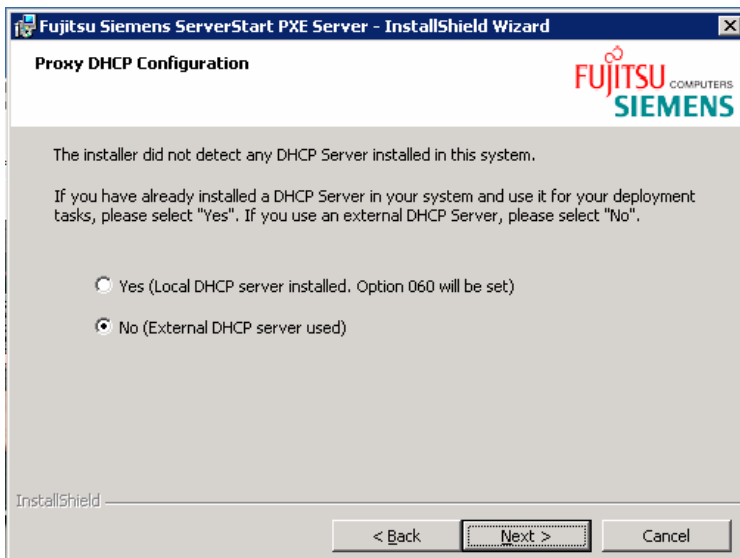 Fujitsu Siemens ServerStart PXE Server - InstallShield Wizard
Proxy DHCP Configuration
FUJITSU COMPUTERS
SIEMENS
The installer did not detect any DHCP Server installed in this system.
If you have already installed a DHCP Server in your system and use it for your deployment
tasks, please select "Yes". If you use an external DHCP Server, please select "No".
Yes (Local DHCP server installed. Option 060 will be set)
No (External DHCP server used)
InstallShield
< Back
Next >
Cancel